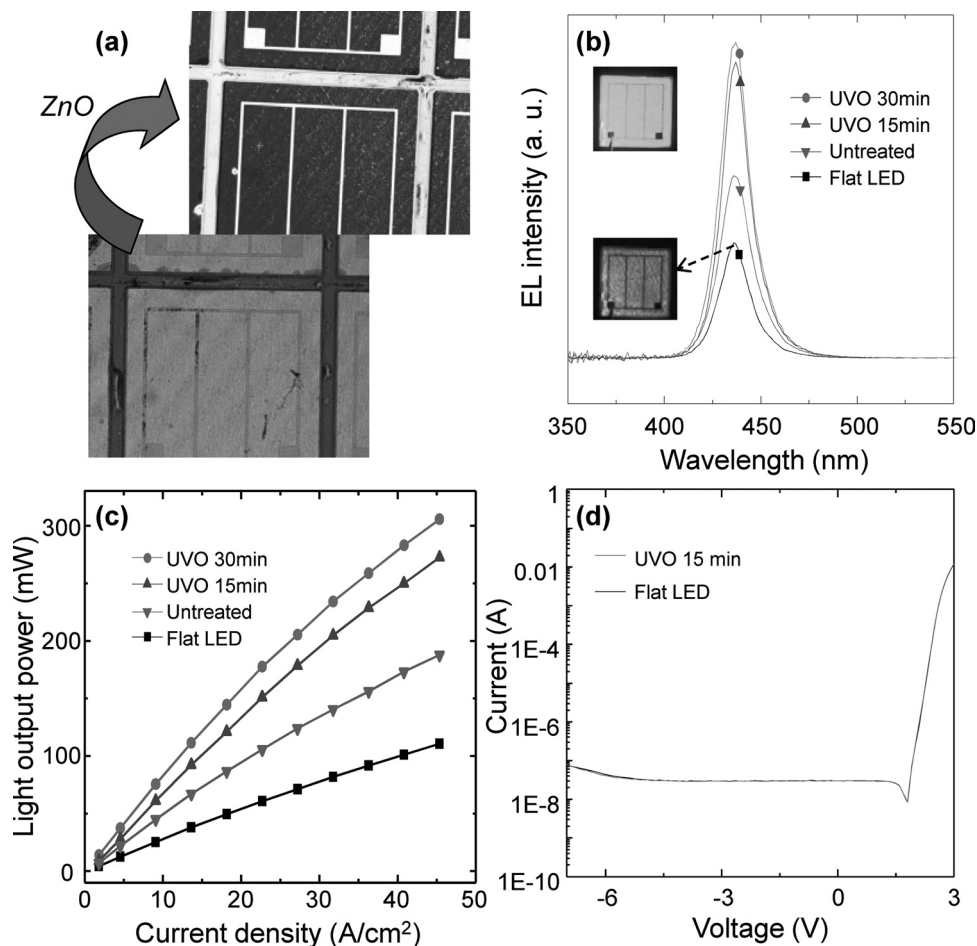 (a)
ZnO
(b)
EL intensity (a. u.)
UVO 30min
UVO 15min
Untreated
Flat LED
350 400 450 500 550
Wavelength (nm)
(c)
Light output power (mW)
300
200
100
0
UVO 30min
UVO 15min
Untreated
Flat LED
0 10 20 30 40 50
Current density (A/cm²)
(d)
Current (A)
1
0.01
1E-4
1E-6
1E-8
1E-10
UVO 15 min
Flat LED
-6 -3 0 3
Voltage (V)